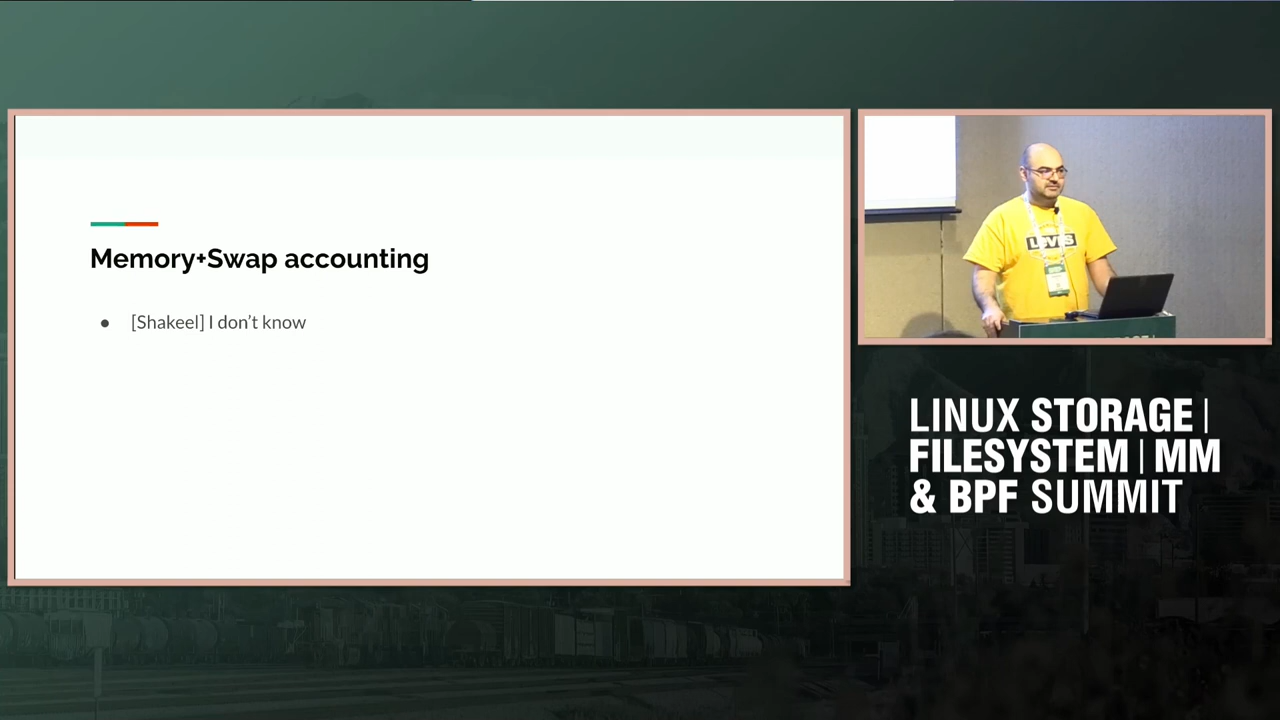 Memory+Swap accounting
● [Shakeel] I don’t know
LINUX STORAGE |
FILESYSTEM | MM
& BPF SUMMIT